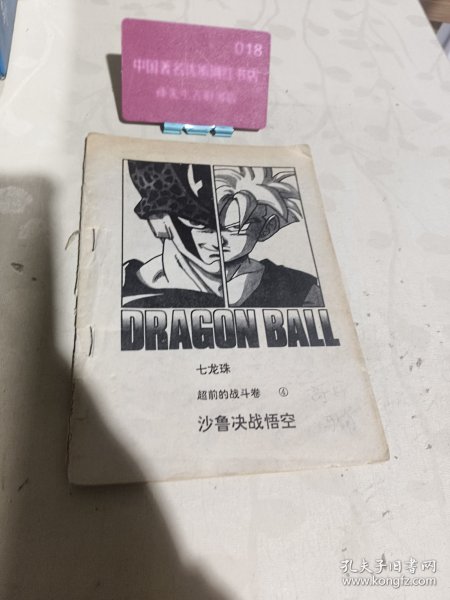 018
DRAGON BALL
七龙珠
超前的战斗卷 ④
沙鲁决战悟空
孔夫子旧书网
www.kongfz.com